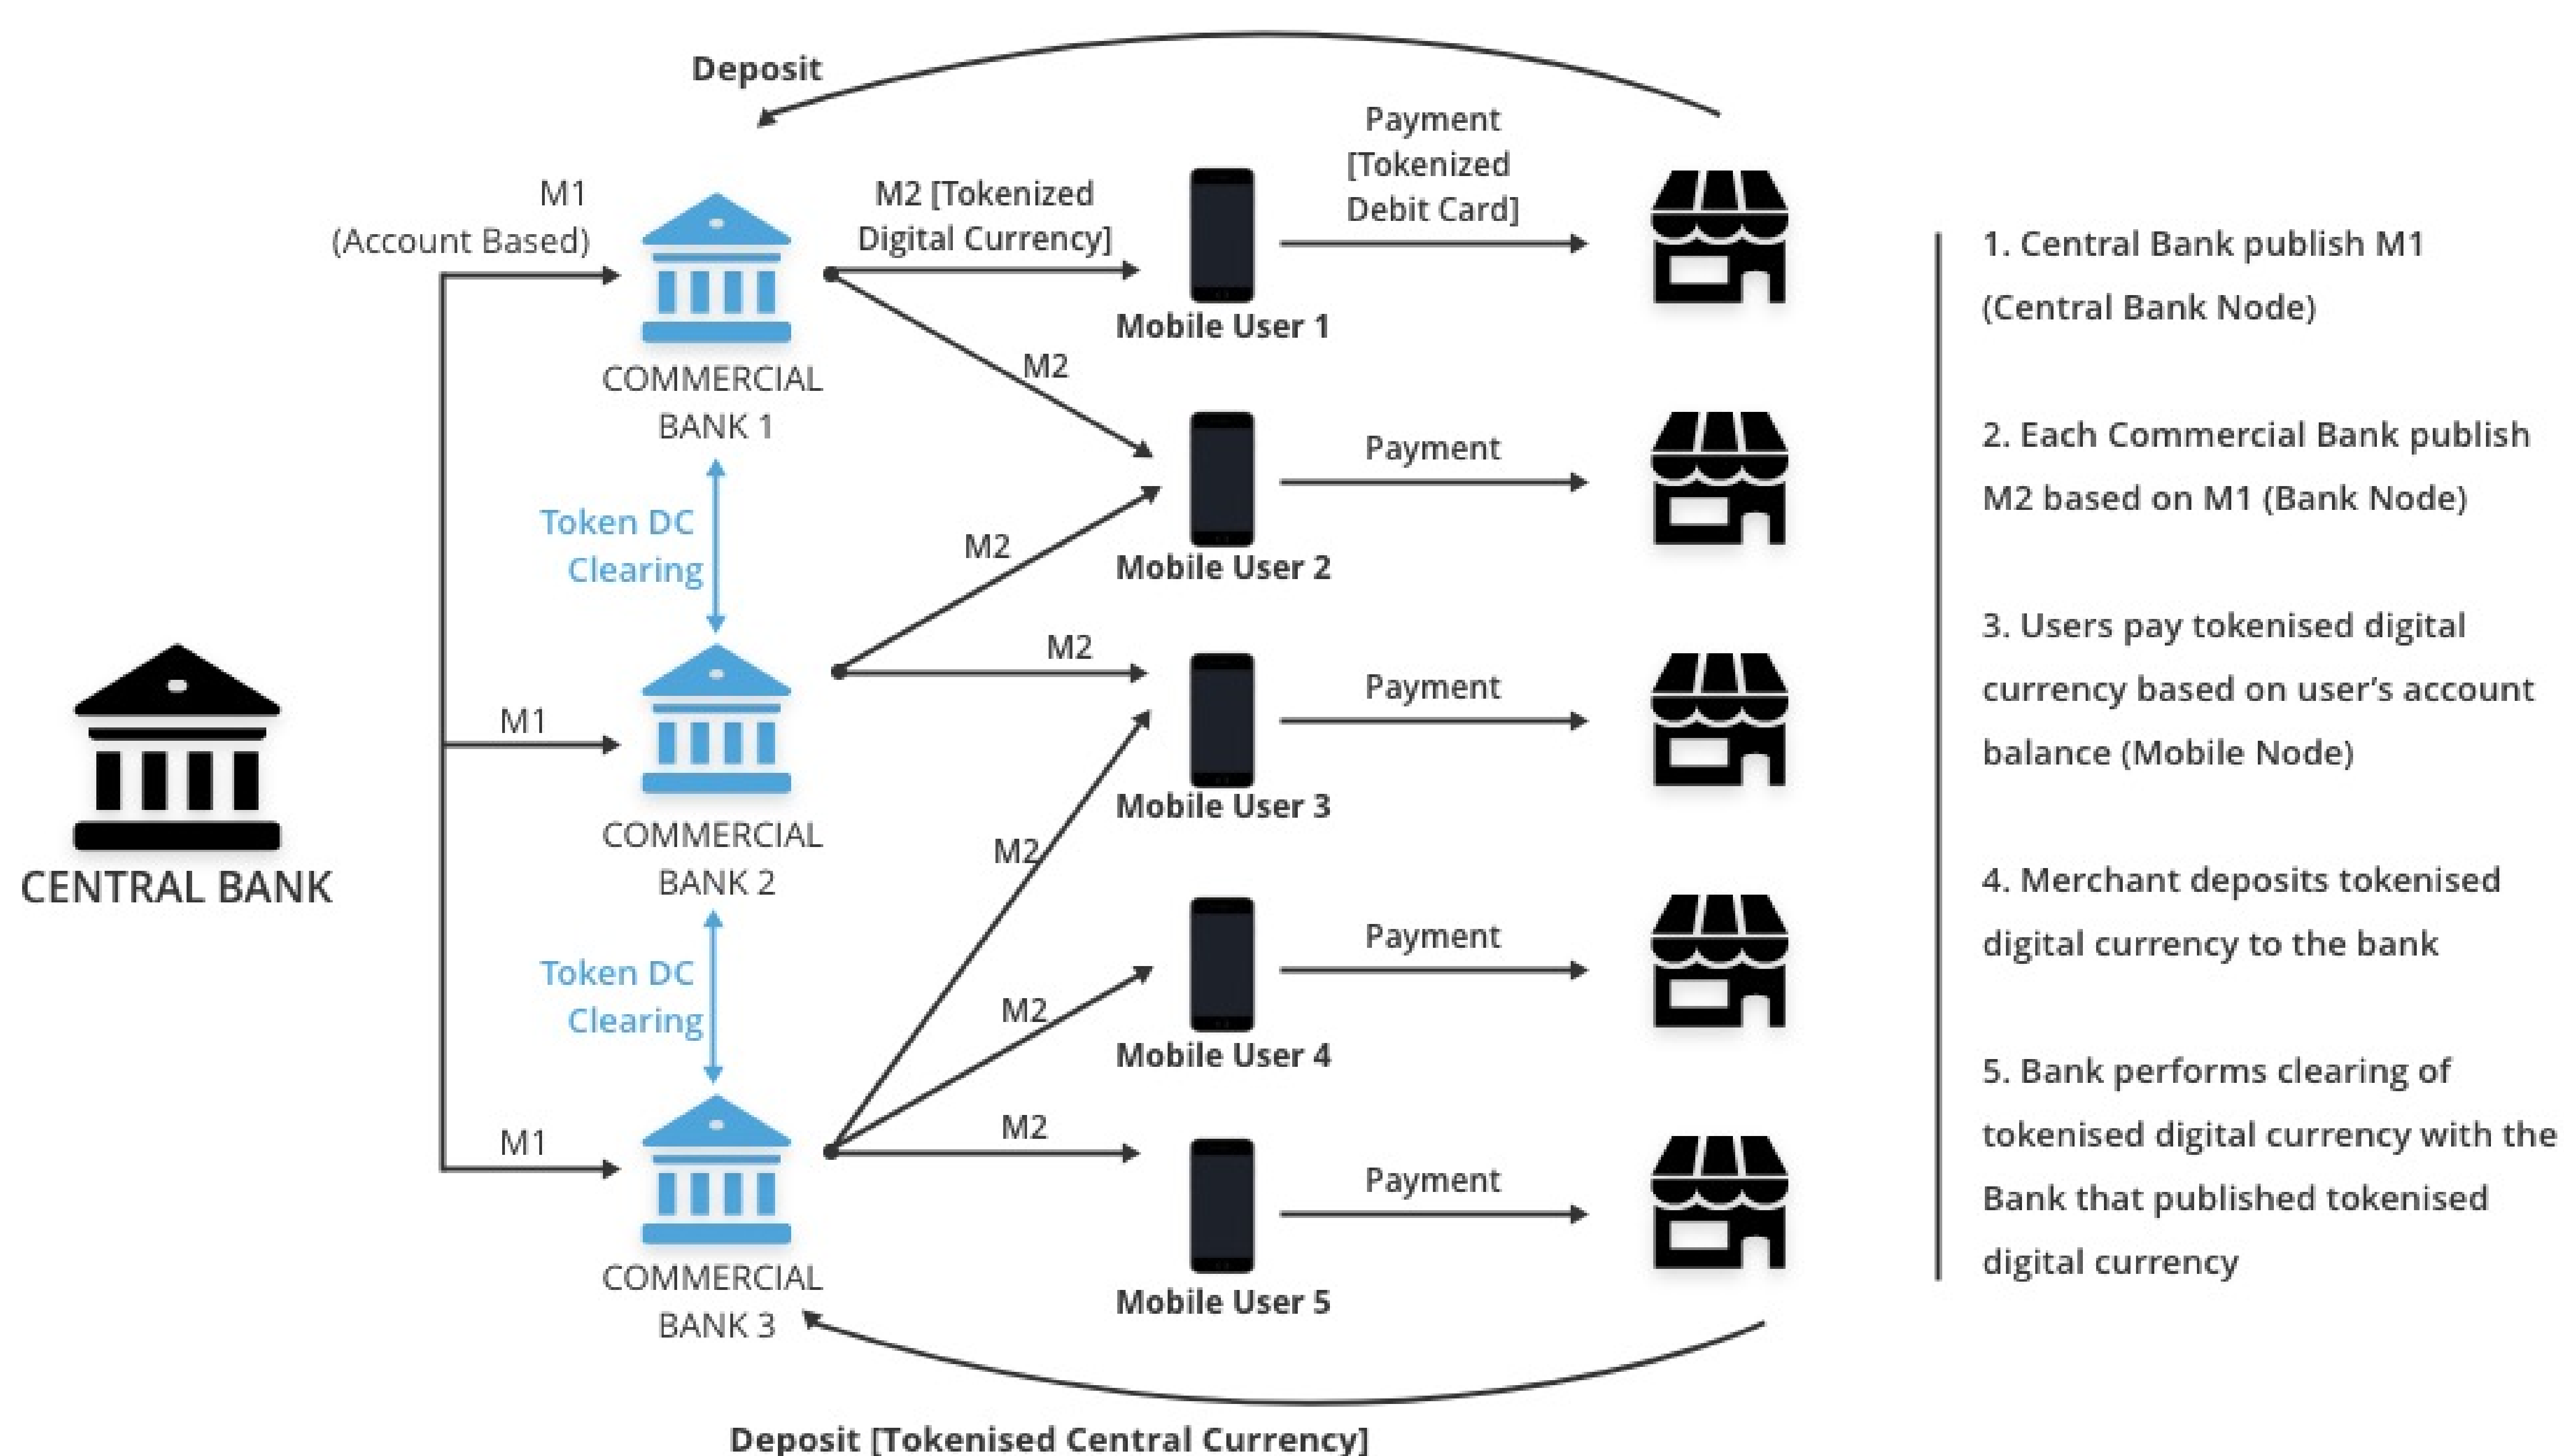 Deposit
Payment
[Tokenized
Debit Card]
M1
(Account Based)
M2 [Tokenized
Digital Currency]
Mobile User 1
COMMERCIAL
BANK 1
M2
Payment
Token DC
Clearing
M2
Mobile User 2
M2
Payment
M1
Mobile User 3
COMMERCIAL
BANK 2
M2
CENTRAL BANK
Payment
Token DC
Clearing
M2
Mobile User 4
M1
M2
Payment
COMMERCIAL
BANK 3
Mobile User 5
Deposit [Tokenised Central Currency]
1. Central Bank publish M1
(Central Bank Node)
2. Each Commercial Bank publish
M2 based on M1 (Bank Node)
3. Users pay tokenised digital
currency based on user’s account
balance (Mobile Node)
4. Merchant deposits tokenised
digital currency to the bank
5. Bank performs clearing of
tokenised digital currency with the
Bank that published tokenised
digital currency